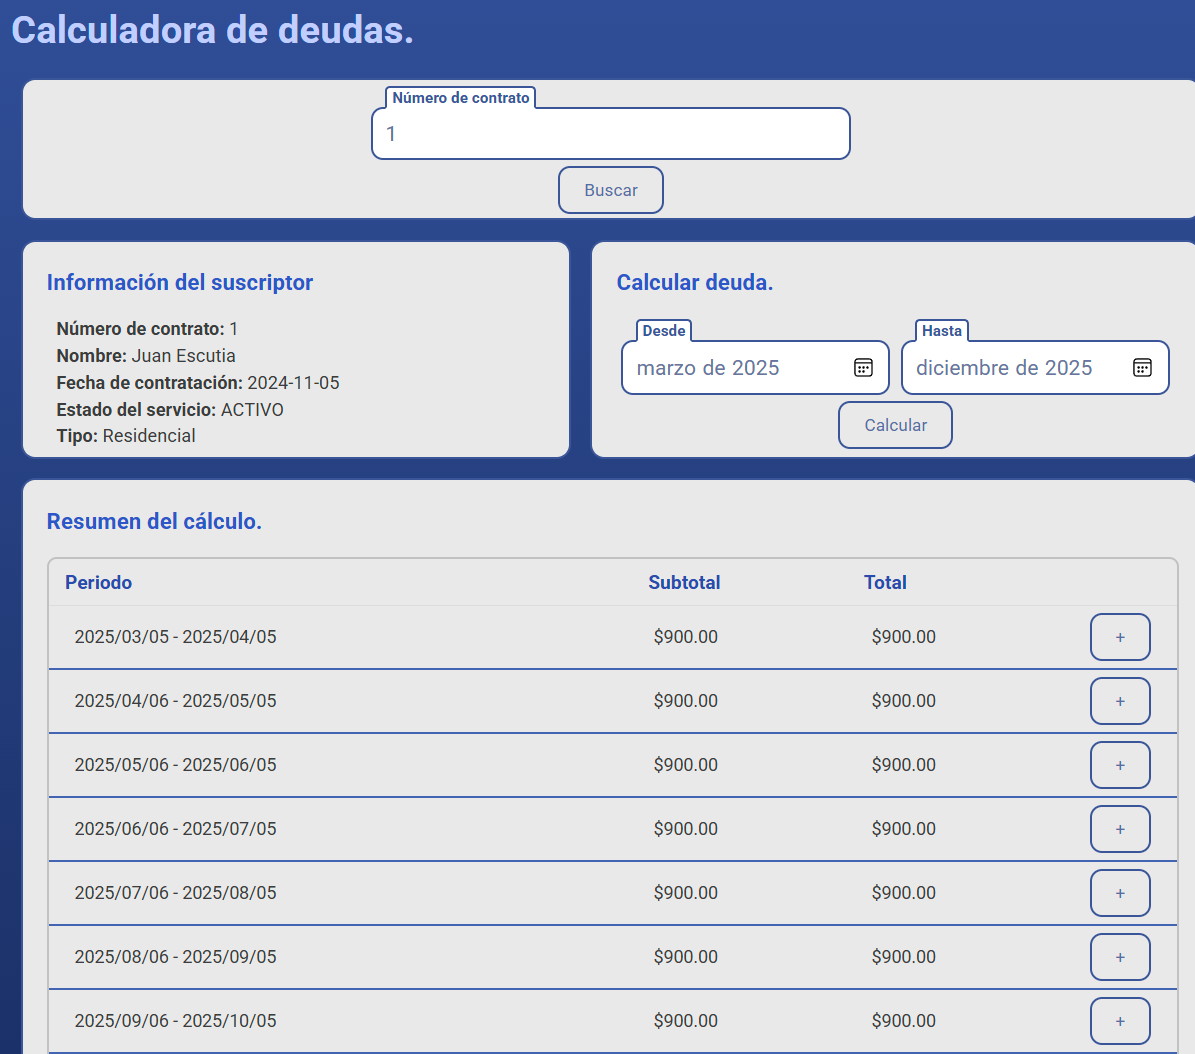 Calculadora de deudas.
Número de contrato
1
Buscar
Información del suscriptor
Número de contrato: 1
Nombre: Juan Escutia
Fecha de contratación: 2024-11-05
Estado del servicio: ACTIVO
Tipo: Residencial
Calcular deuda.
Desde Hasta
marzo de 2025 diciembre de 2025
Calcular
Resumen del cálculo.
Periodo Subtotal Total
2025/03/05 - 2025/04/05 $900.00 $900.00 +
2025/04/06 - 2025/05/05 $900.00 $900.00 +
2025/05/06 - 2025/06/05 $900.00 $900.00 +
2025/06/06 - 2025/07/05 $900.00 $900.00 +
2025/07/06 - 2025/08/05 $900.00 $900.00 +
2025/08/06 - 2025/09/05 $900.00 $900.00 +
2025/09/06 - 2025/10/05 $900.00 $900.00 +